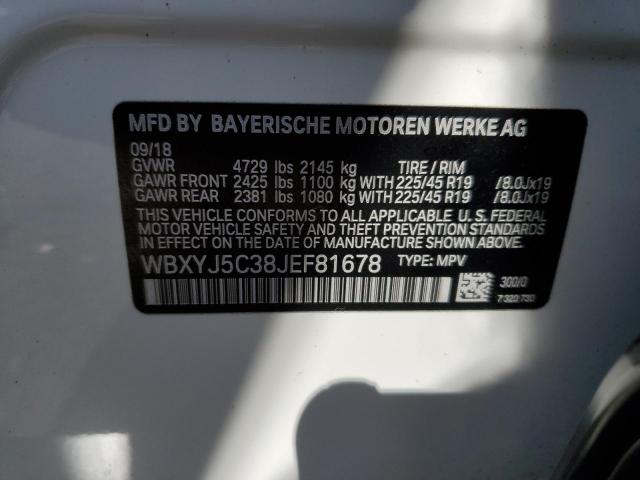 MFD BY BAYERISCHE MOTOREN WERKE AG
09/18
GVWR 4729 lbs 2145 kg TIRE / RIM
GAWR FRONT 2425 lbs 1100 kg WITH 225/45 R19 /8.0Jx19
GAWR REAR 2381 lbs 1080 kg WITH 225/45 R19 /8.0Jx19
THIS VEHICLE CONFORMS TO ALL APPLICABLE U. S. FEDERAL
MOTOR VEHICLE SAFETY, BUMPER, AND THEFT PREVENTION
STANDARDS IN EFFECT ON THE DATE OF MANUFACTURE SHOWN ABOVE.
WBXYJ5C38JEF81678 TYPE: MPV
300/0
7 320 730